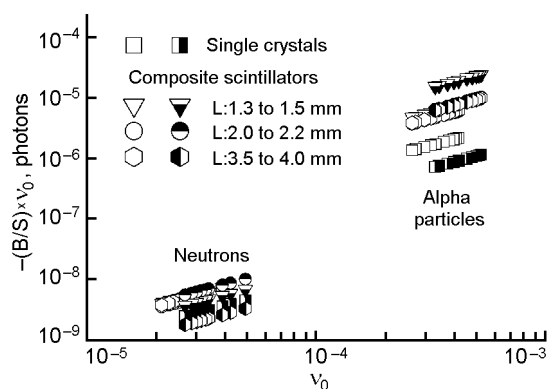 10⁻⁴
Single crystals
Composite scintillators
L:1.3 to 1.5 mm
10⁻⁵
L:2.0 to 2.2 mm
L:3.5 to 4.0 mm
10⁻⁶
Alpha
particles
10⁻⁷
Neutrons
10⁻⁸
10⁻⁹
10⁻⁵ 10⁻⁴ 10⁻³
ν₀
−(B/S)×ν₀, photons